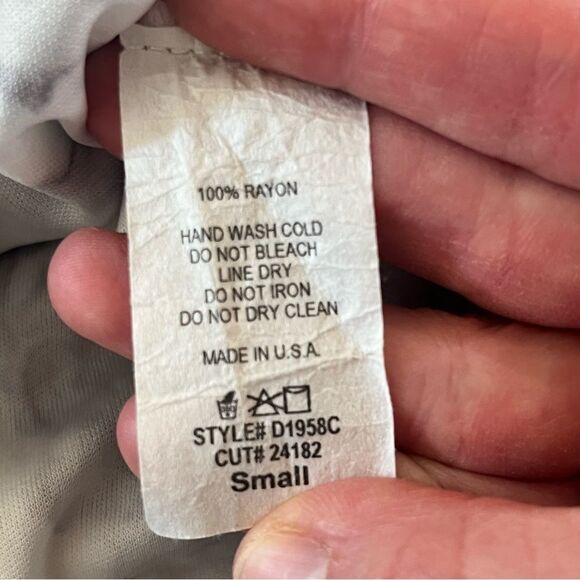 100% RAYON
HAND WASH COLD
DO NOT BLEACH
LINE DRY
DO NOT IRON
DO NOT DRY CLEAN
MADE IN U.S.A.
STYLE# D1958C
CUT# 24182
Small